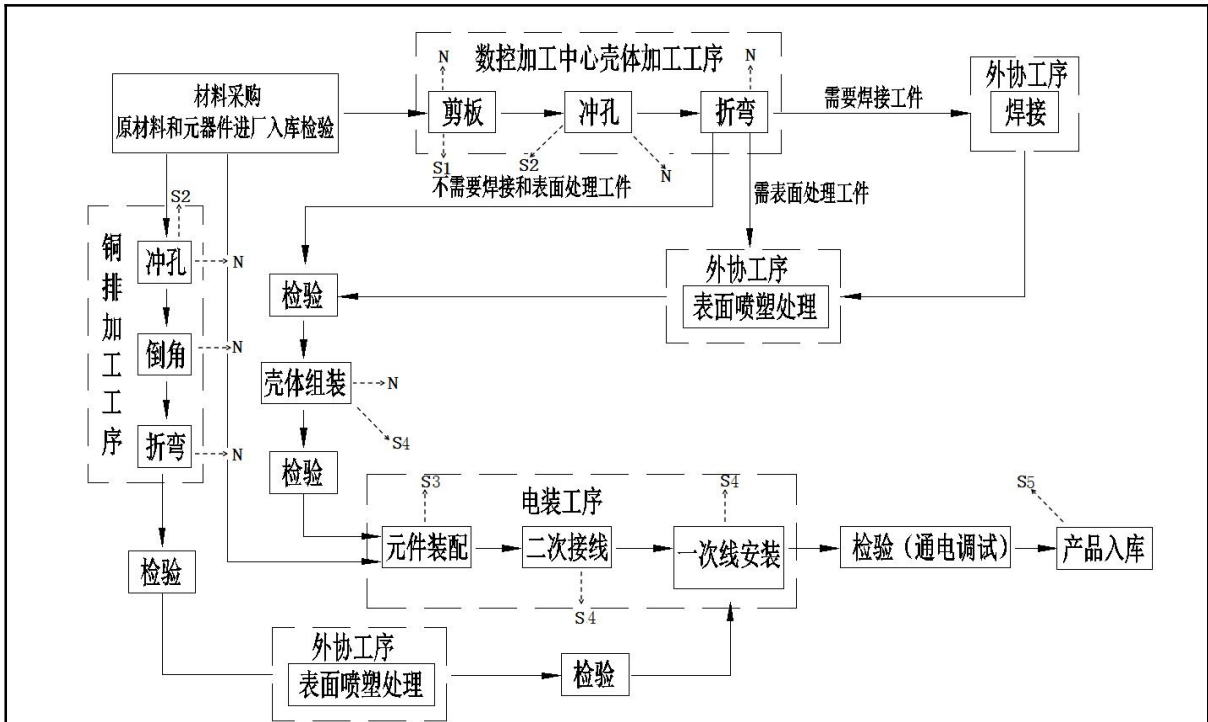 数控加工中心壳体加工工序
N
N
材料采购
原材料和元器件进厂入库检验
剪板
冲孔
折弯
需要焊接工件
外协工序
焊接
S1
S2
N
不需要焊接和表面处理工件
需表面处理工件
S2
铜排加工工序
冲孔
N
倒角
N
折弯
N
检验
外协工序
表面喷塑处理
壳体组装
N
S4
检验
S3
电装工序
S4
S5
元件装配
二次接线
一次线安装
检验（通电调试）
产品入库
S4
检验
外协工序
表面喷塑处理
检验